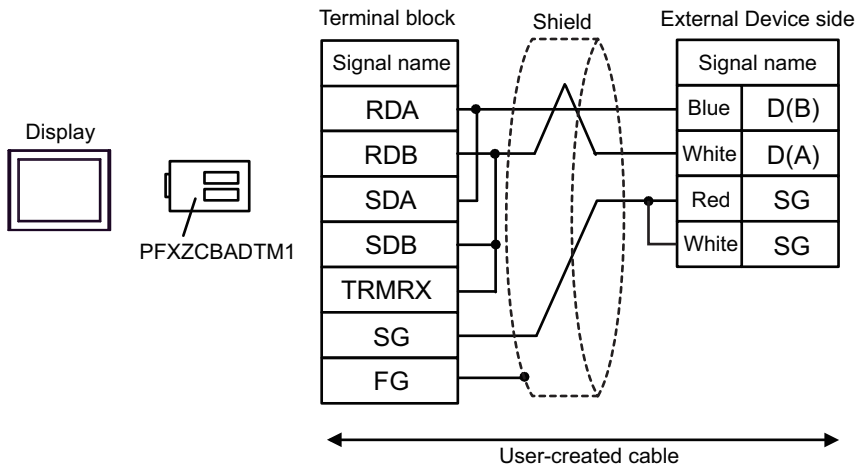 Terminal block
Shield
External Device side
Signal name
Signal name
RDA
Blue
D(B)
Display
RDB
White
D(A)
SDA
Red
SG
PFXZCBADTM1
SDB
White
SG
TRMRX
SG
FG
User-created cable